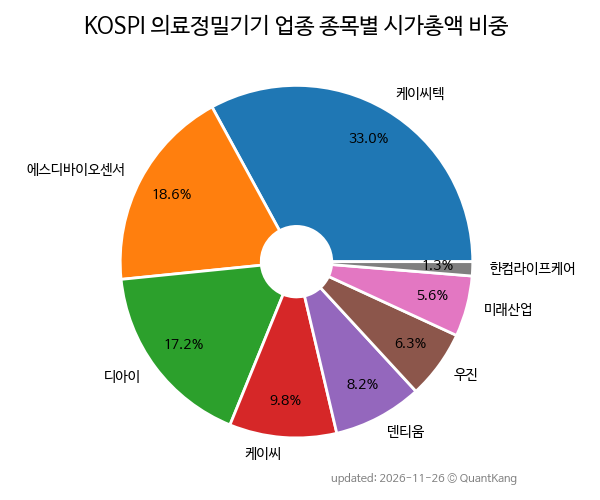 KOSPI 의료정밀기기 업종 종목별 시가총액 비중
케이씨텍
33.0%
에스디바이오센서
18.6%
디아이
17.2%
케이씨
9.8%
덴티움
8.2%
우진
6.3%
미래산업
5.6%
한컴라이프케어
1.3%
updated: 2026-11-26 © QuantKang